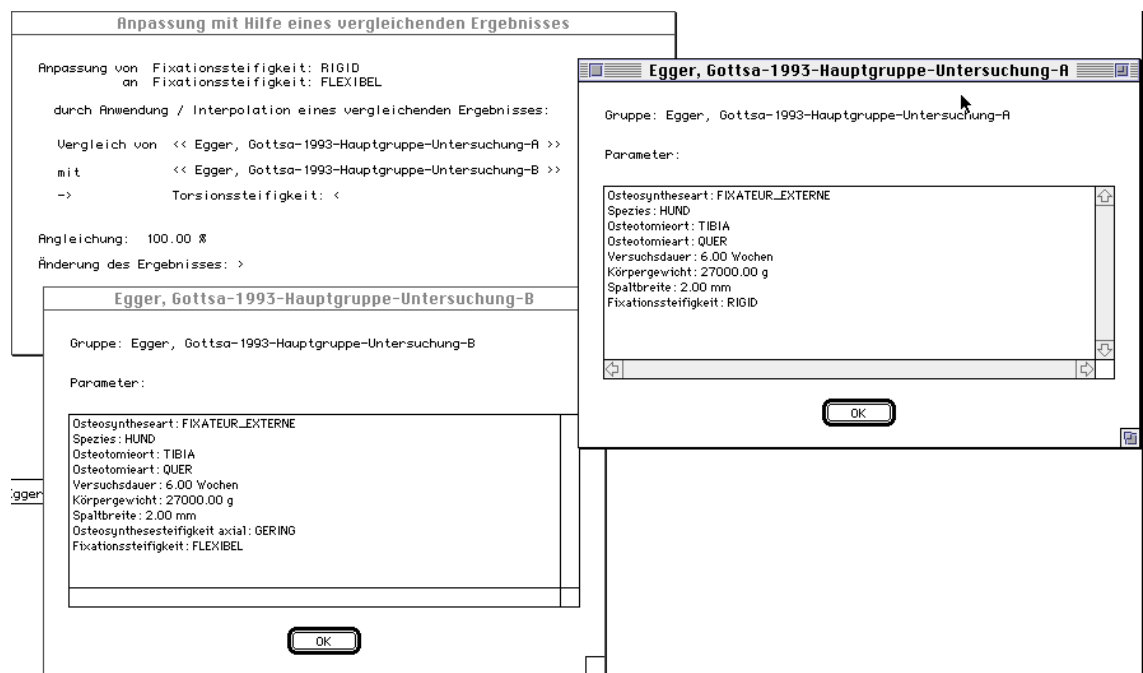 Anpassung mit Hilfe eines vergleichenden Ergebnisses
Anpassung von Fixationssteifigkeit: RIGID
an Fixationssteifigkeit: FLEXIBEL
durch Anwendung / Interpolation eines vergleichenden Ergebnisses:
Vergleich von << Egger, Gottsa-1993-Hauptgruppe-Untersuchung-A >>
mit << Egger, Gottsa-1993-Hauptgruppe-Untersuchung-B >>
-> Torsionssteifigkeit: <
Angleichung: 100.00 %
Änderung des Ergebnisses: >
Egger, Gottsa-1993-Hauptgruppe-Untersuchung-A
Gruppe: Egger, Gottsa-1993-Hauptgruppe-Untersuchung-A
Parameter:
Osteosyntheseart: FIXATEUR_EXTERNE
Spezies: HUND
Osteotomieort: TIBIA
Osteotomieart: QUER
Versuchsdauer: 6.00 Wochen
Körpergewicht: 27000.00 g
Spaltbreite: 2.00 mm
Fixationssteifigkeit: RIGID
OK
Egger, Gottsa-1993-Hauptgruppe-Untersuchung-B
Gruppe: Egger, Gottsa-1993-Hauptgruppe-Untersuchung-B
Parameter:
Osteosyntheseart: FIXATEUR_EXTERNE
Spezies: HUND
Osteotomieort: TIBIA
Osteotomieart: QUER
Versuchsdauer: 6.00 Wochen
Körpergewicht: 27000.00 g
Spaltbreite: 2.00 mm
Osteosynthesesteifigkeit axial: GERING
Fixationssteifigkeit: FLEXIBEL
OK